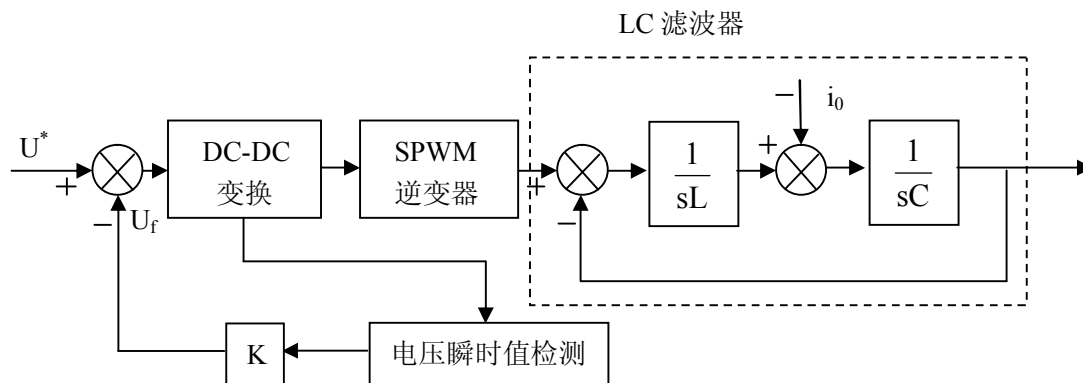 LC 滤波器
U*
+
−
Uf
DC-DC
变换
SPWM
逆变器
+
−
1
sL
+
−
i0
1
sC
K
电压瞬时值检测